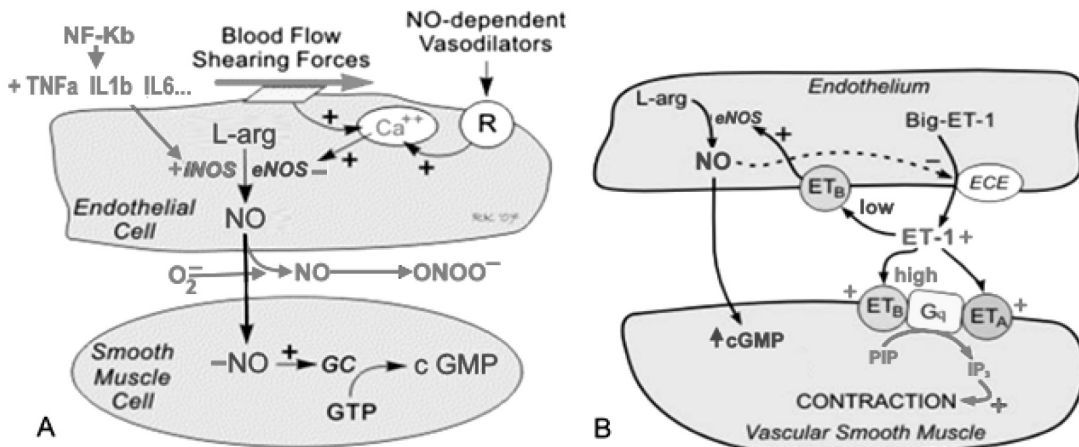 NF-Kb
+ TNFa IL1b IL6...
Blood Flow
Shearing Forces
NO-dependent
Vasodilators
+
Ca++
R
L-arg
+
+
+iNOS
eNOS–
NO
Endothelial
Cell
O2–
NO
ONOO–
Smooth
Muscle
Cell
–NO
+
GC
c GMP
GTP
A
Endothelium
L-arg
eNOS
+
Big-ET-1
NO
–
ETB
ECE
low
ET-1+
high
+
ETB
Gq
ETA
+
cGMP
PIP
IP3
CONTRACTION
+
Vascular Smooth Muscle
B